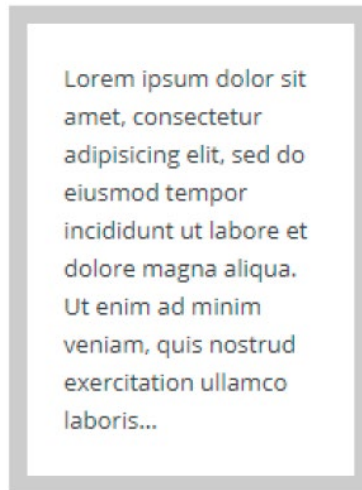 Lorem ipsum dolor sit
amet, consectetur
adipisicing elit, sed do
eiusmod tempor
incididunt ut labore et
dolore magna aliqua.
Ut enim ad minim
veniam, quis nostrud
exercitation ullamco
laboris...